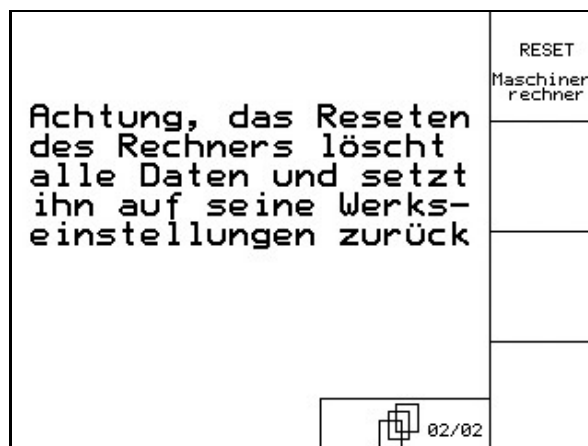 Achtung, das Reseten
des Rechners löscht
alle Daten und setzt
ihn auf seine Werks-
einstellungen zurück
RESET
Maschinen
rechner
02/02